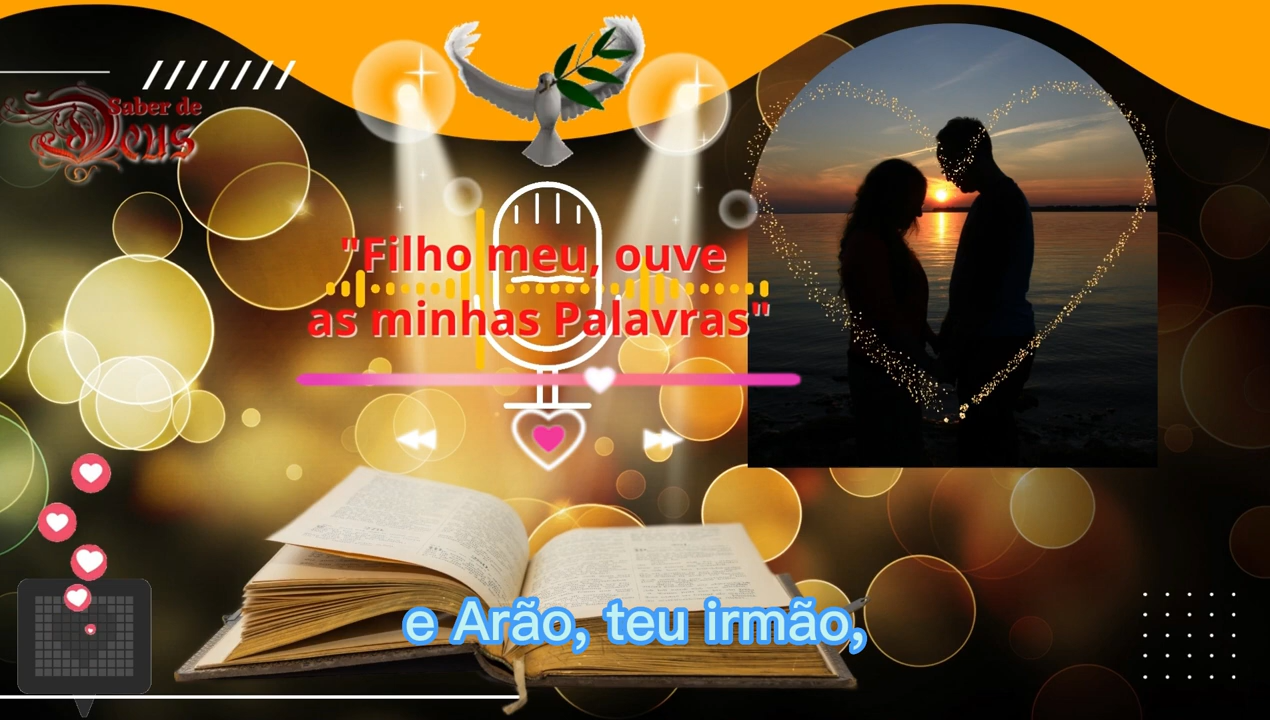 Saber de
Deus
"Filho meu, ouve
as minhas Palavras"
e Arão, teu irmão,